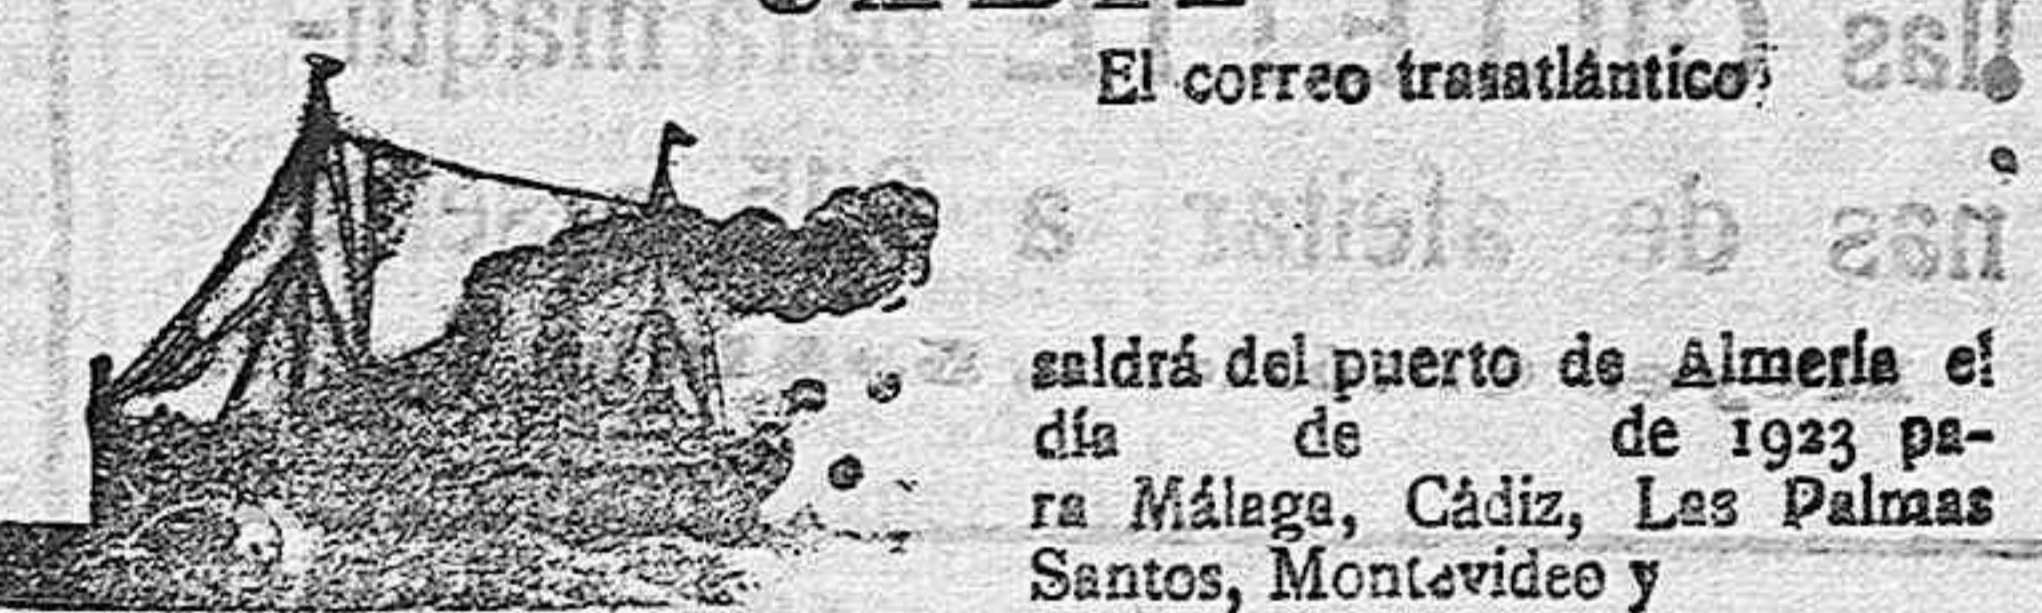 El correo trasatlántico
saldrá del puerto de Almería el
día de de 1923 pa-
ra Málaga, Cádiz, Las Palmas
Santos, Montevideo y